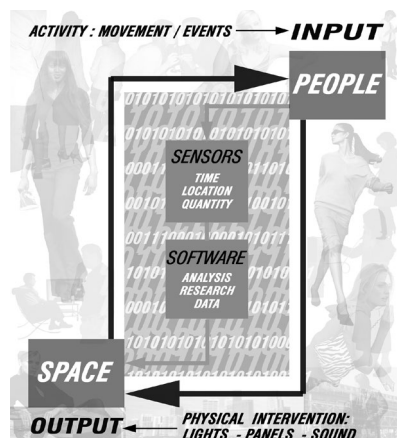 ACTIVITY : MOVEMENT / EVENTS INPUT
PEOPLE
010101010101010101010101
SENSORS
TIME
LOCATION
QUANTITY
SOFTWARE
ANALYSIS
RESEARCH
DATA
SPACE
OUTPUT PHYSICAL INTERVENTION:
LIGHTS - PANELS - SOUND